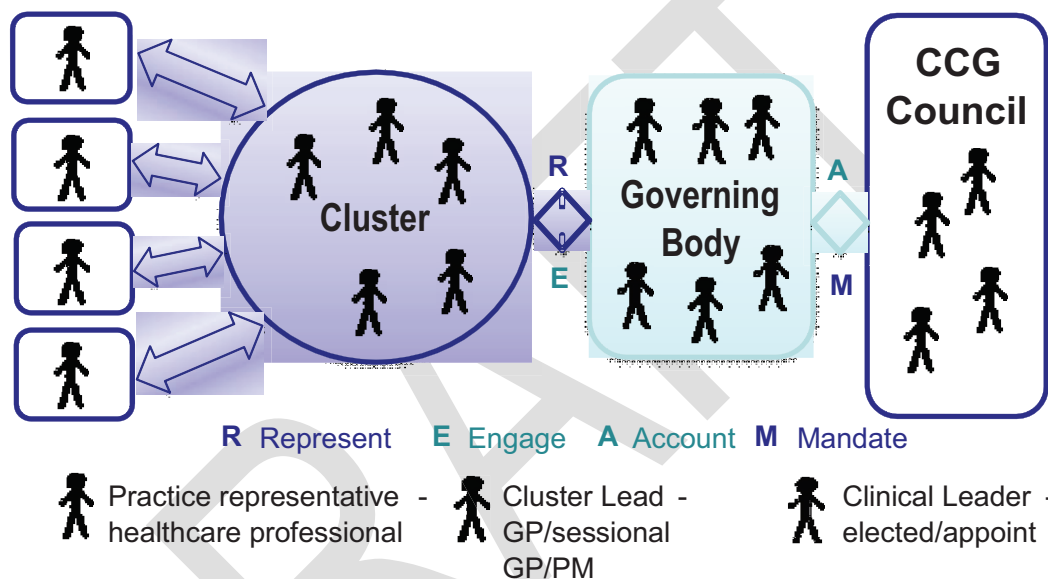 CCG
Council
R
A
Cluster
Governing
Body
E
M
R Represent E Engage A Account M Mandate
Practice representative -
healthcare professional
Cluster Lead -
GP/sessional
GP/PM
Clinical Leader -
elected/appoint